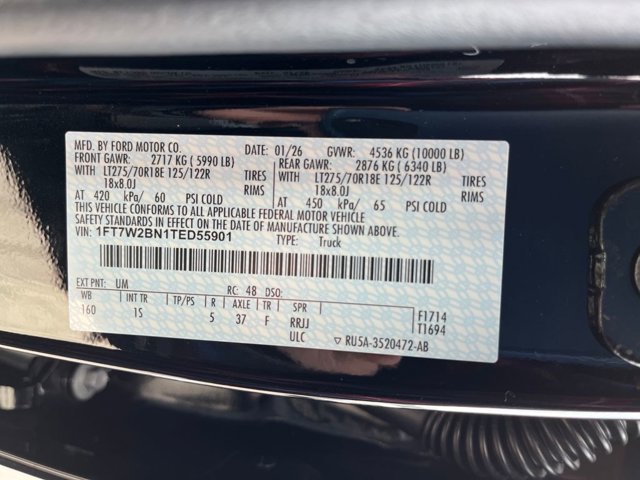 MFD. BY FORD MOTOR CO. 01/26 GVWR: 4536 KG (10000 LB)
FRONT GAWR: 2717 KG ( 5990 LB) REAR GAWR: 2876 KG ( 6340 LB)
WITH LT275/70R18E 125/122R TIRES WITH LT275/70R18E 125/122R TIRES
18x8.0J RIMS 18x8.0J RIMS
AT 420 kPa/ 60 PSI COLD AT 450 kPa/ 65 PSI COLD
THIS VEHICLE CONFORMS TO ALL APPLICABLE FEDERAL MOTOR VEHICLE
SAFETY STANDARDS IN EFFECT ON THE DATE OF MANUFACTURE SHOWN ABOVE.
VIN: 1FT7W2BN1TED55901 TYPE: Truck
EXT PNT: UM RC: 48 DSO:
WB INT TR TP/PS R AXLE TR SPR
160 1S 5 37 F RRJJ F1714
ULC T1694
RU5A-3520472-AB